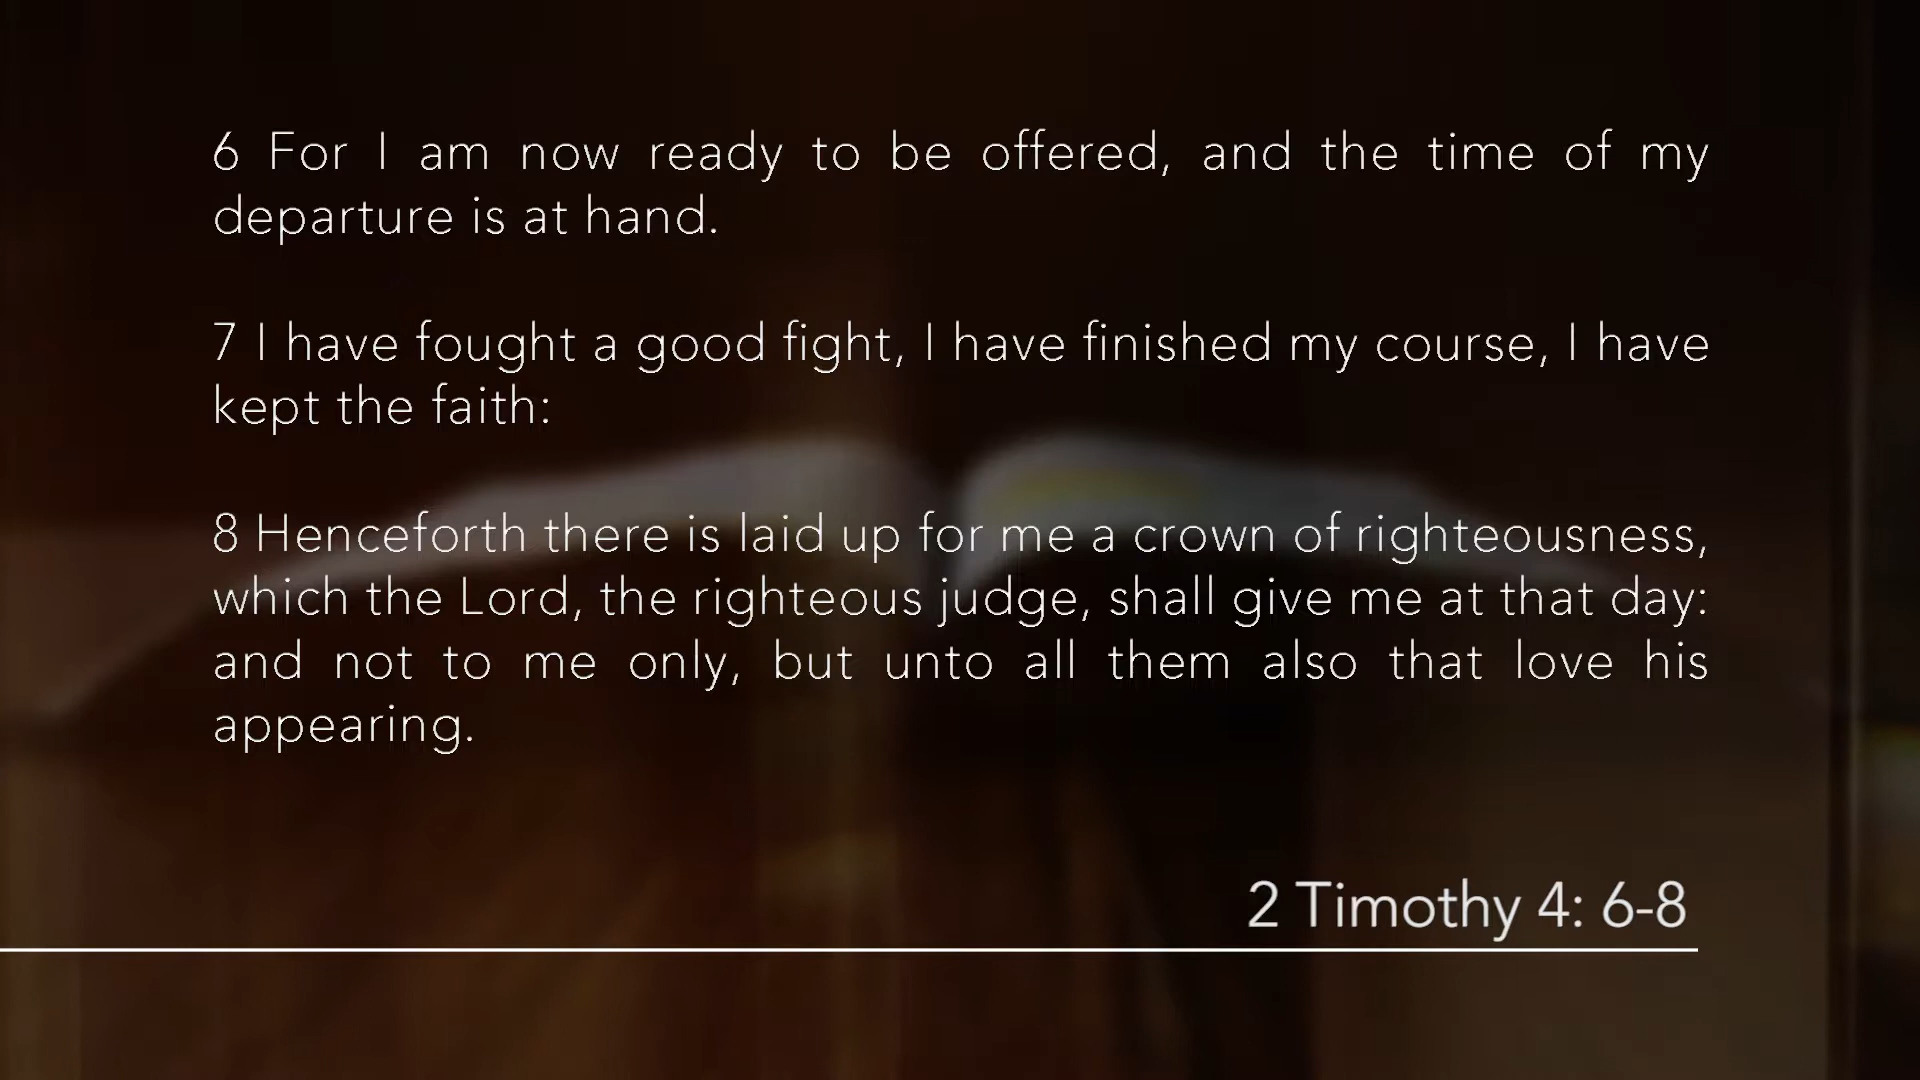 6 For I am now ready to be offered, and the time of my
departure is at hand.
7 I have fought a good fight, I have finished my course, I have
kept the faith:
8 Henceforth there is laid up for me a crown of righteousness,
which the Lord, the righteous judge, shall give me at that day:
and not to me only, but unto all them also that love his
appearing.
2 Timothy 4: 6-8